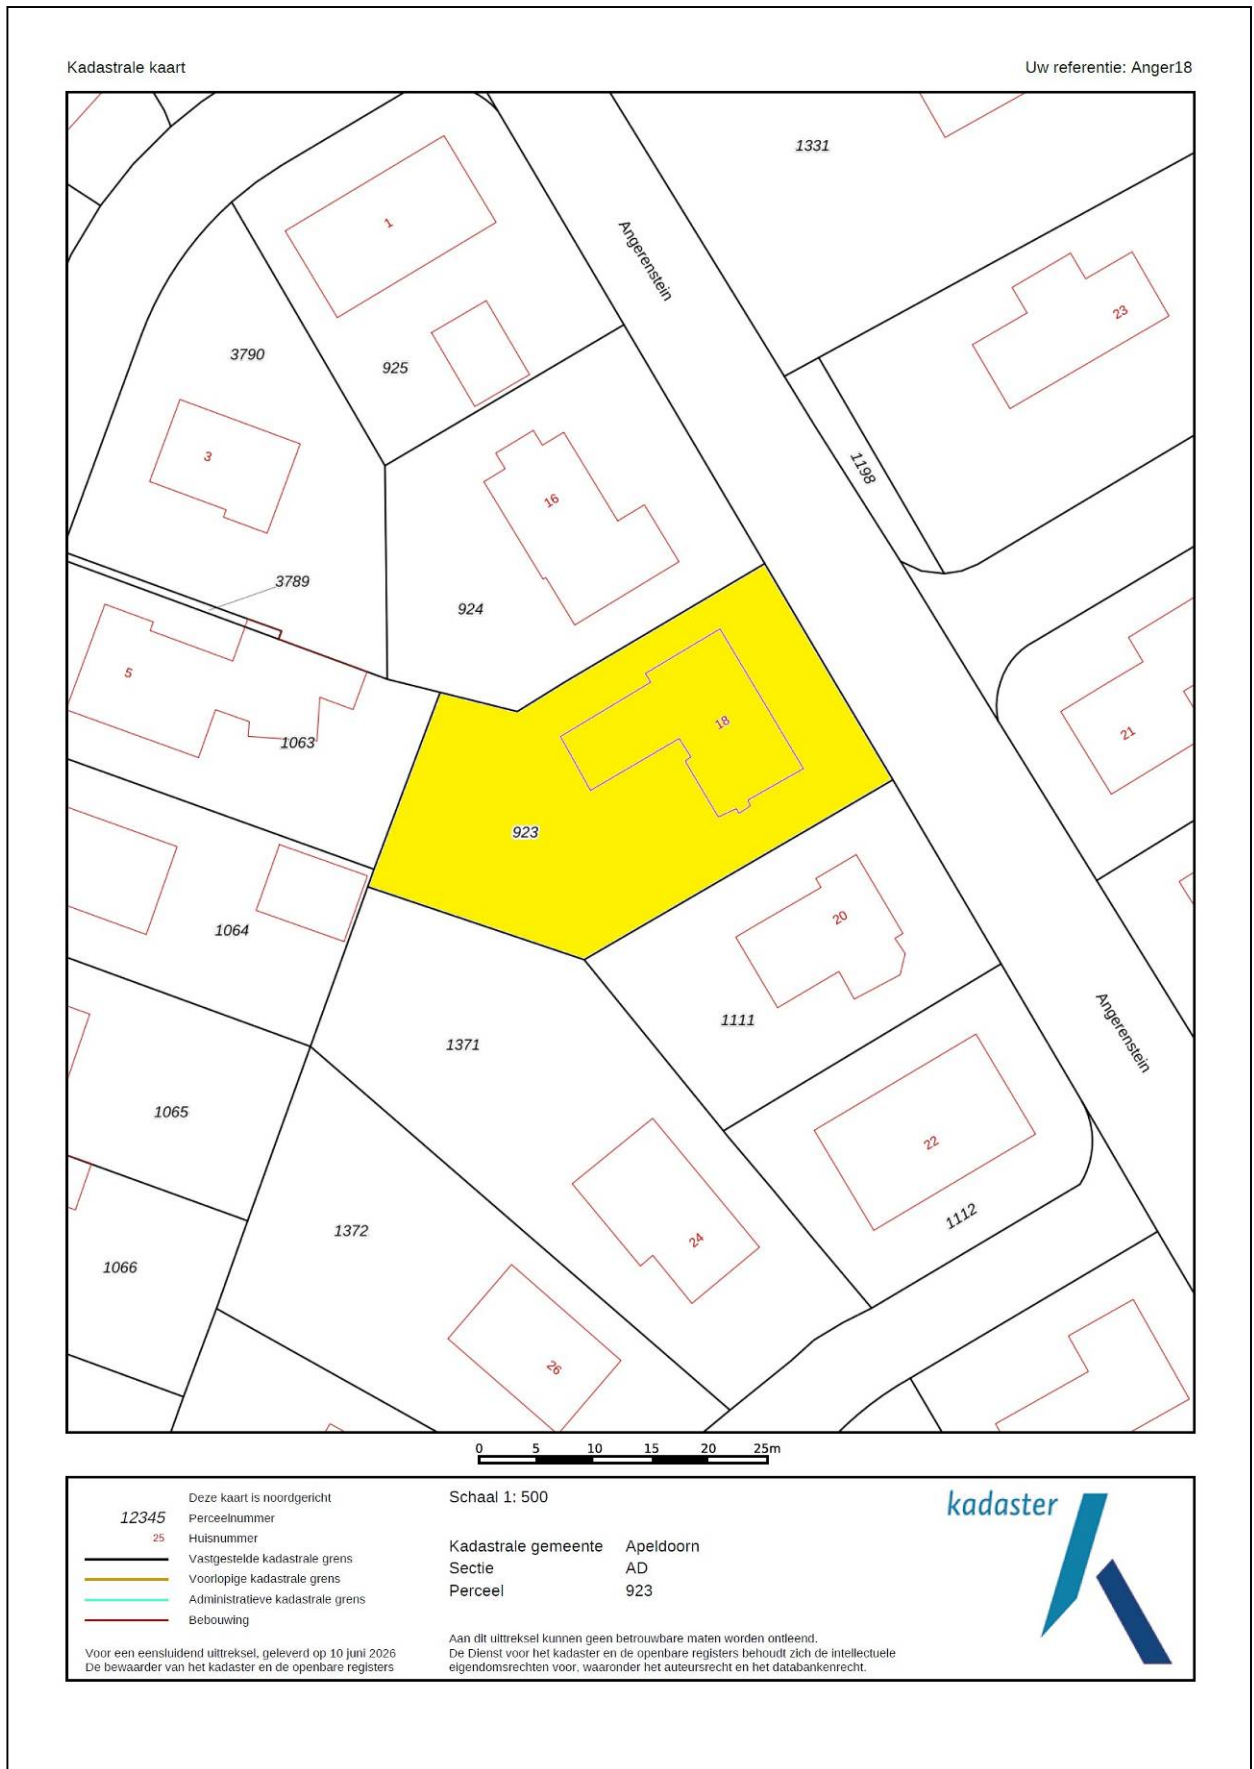 Kadastrale kaart
Uw referentie: Anger18
1331
1
Angerenstein
23
3790
925
3
16
1198
3789
924
5
18
21
1063
923
20
1064
1111
1371
Angerenstein
1065
22
1372
24
1112
1066
26
0 5 10 15 20 25m
Deze kaart is noordgericht
12345 Perceelnummer
25 Huisnummer
Vastgestelde kadastrale grens
Voorlopige kadastrale grens
Administratieve kadastrale grens
Bebouwing
Voor een eensluidend uittreksel, geleverd op 10 juni 2026
De bewaarder van het kadaster en de openbare registers
Schaal 1: 500
Kadastrale gemeente Apeldoorn
Sectie AD
Perceel 923
Aan dit uittreksel kunnen geen betrouwbare maten worden ontleend.
De Dienst voor het kadaster en de openbare registers behoudt zich de intellectuele
eigendomsrechten voor, waaronder het auteursrecht en het databankenrecht.
kadaster